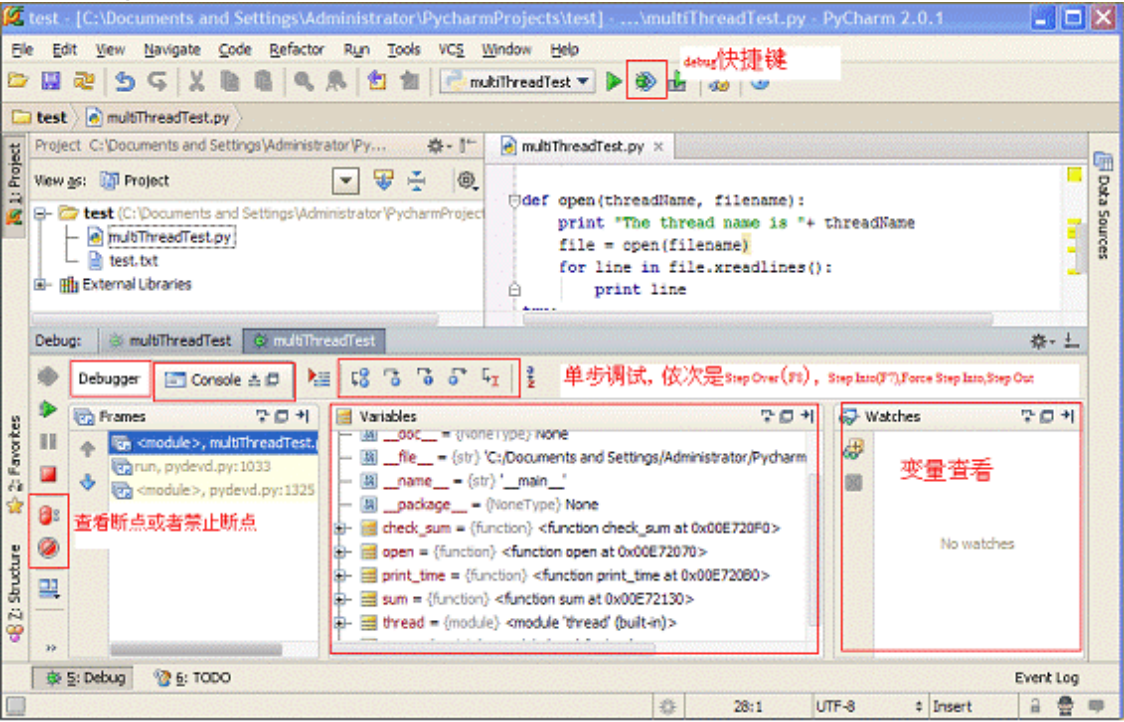 test - [C:\Documents and Settings\Administrator\PycharmProjects\test] - ...\multiThreadTest.py - PyCharm 2.0.1
File Edit View Navigate Code Refactor Run Tools VCS Window Help
debug快捷键
multiThreadTest
test multiThreadTest.py
1: Project
Project C:\Documents and Settings\Administrator\Py...
multiThreadTest.py
View as: Project
test (C:\Documents and Settings\Administrator\PycharmProject
multiThreadTest.py
test.txt
External Libraries
def open(threadName, filename):
print "The thread name is "+ threadName
file = open(filename)
for line in file.xreadlines():
print line
Data Sources
Debug: multiThreadTest multiThreadTest
Debugger Console
单步调试，依次是Step Over(F8)，Step Into(F7),Force Step Into,Step Out
Frames
<module>, multiThreadTest.
run, pydevd.py:1033
<module>, pydevd.py:1325
查看断点或者禁止断点
Variables
__doc__ = {NoneType} None
__file__ = {str} 'C:/Documents and Settings/Administrator/Pycharm
__name__ = {str} '__main__'
__package__ = {NoneType} None
check_sum = {function} <function check_sum at 0x00E720F0>
open = {function} <function open at 0x00E72070>
print_time = {function} <function print_time at 0x00E720B0>
sum = {function} <function sum at 0x00E72130>
thread = {module} <module 'thread' (built-in)>
Watches
变量查看
No watches
2: Favorites
Z: Structure
5: Debug 6: TODO
Event Log
28:1 UTF-8 Insert